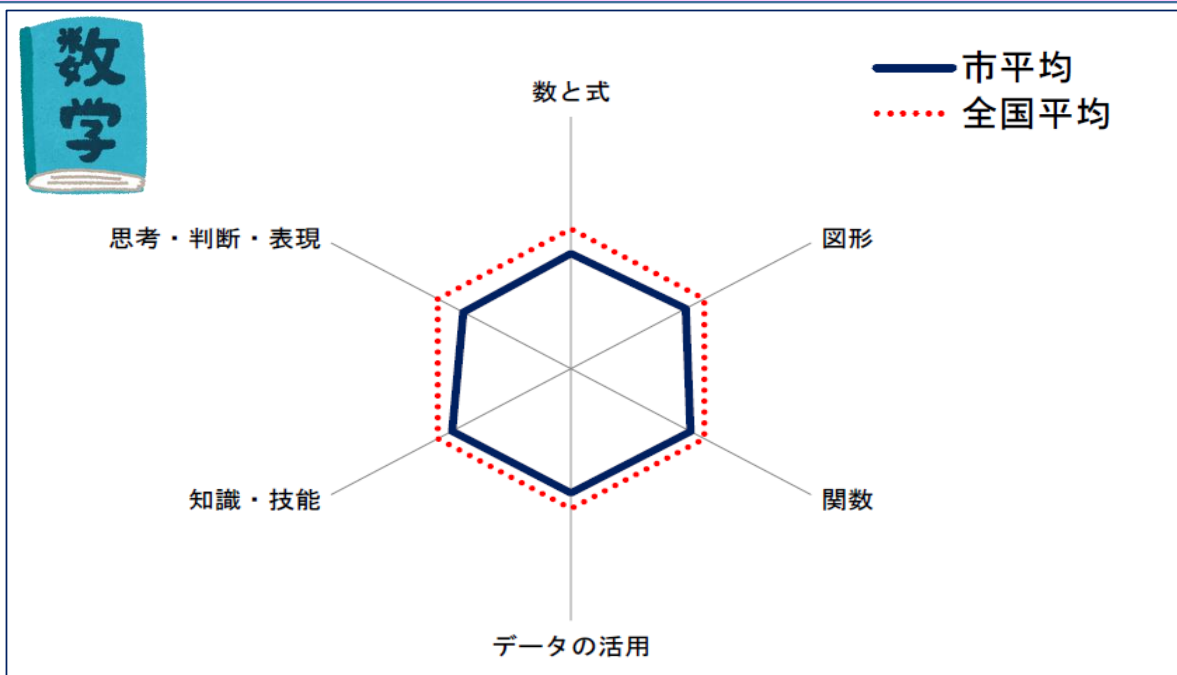 数学
市平均
全国平均
数と式
思考・判断・表現
図形
知識・技能
関数
データの活用